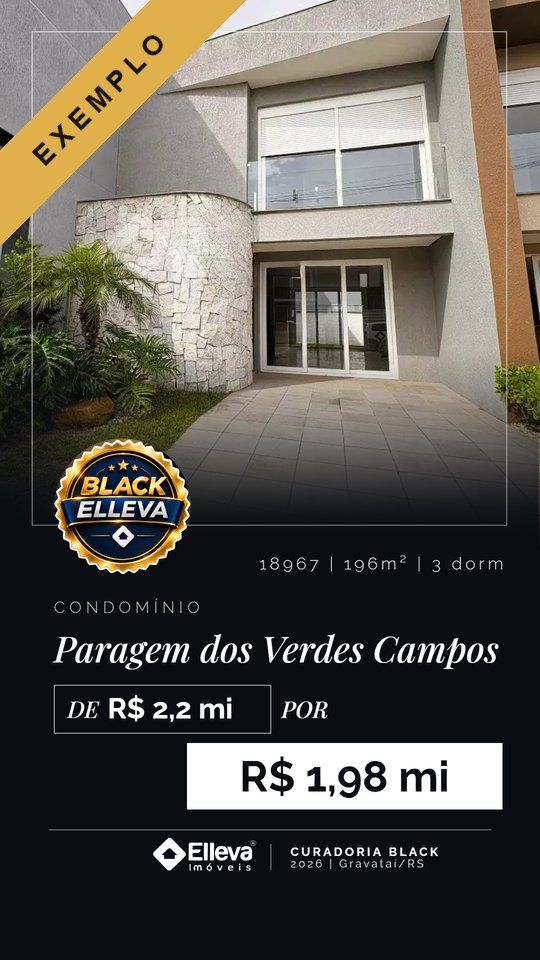 EXEMPLO
BLACK
ELLEVA
18967 | 196m² | 3 dorm
CONDOMÍNIO
Paragem dos Verdes Campos
DE R$ 2,2 mi POR
R$ 1,98 mi
Elleva®
imóveis
CURADORIA BLACK
2026 | Gravataí/RS